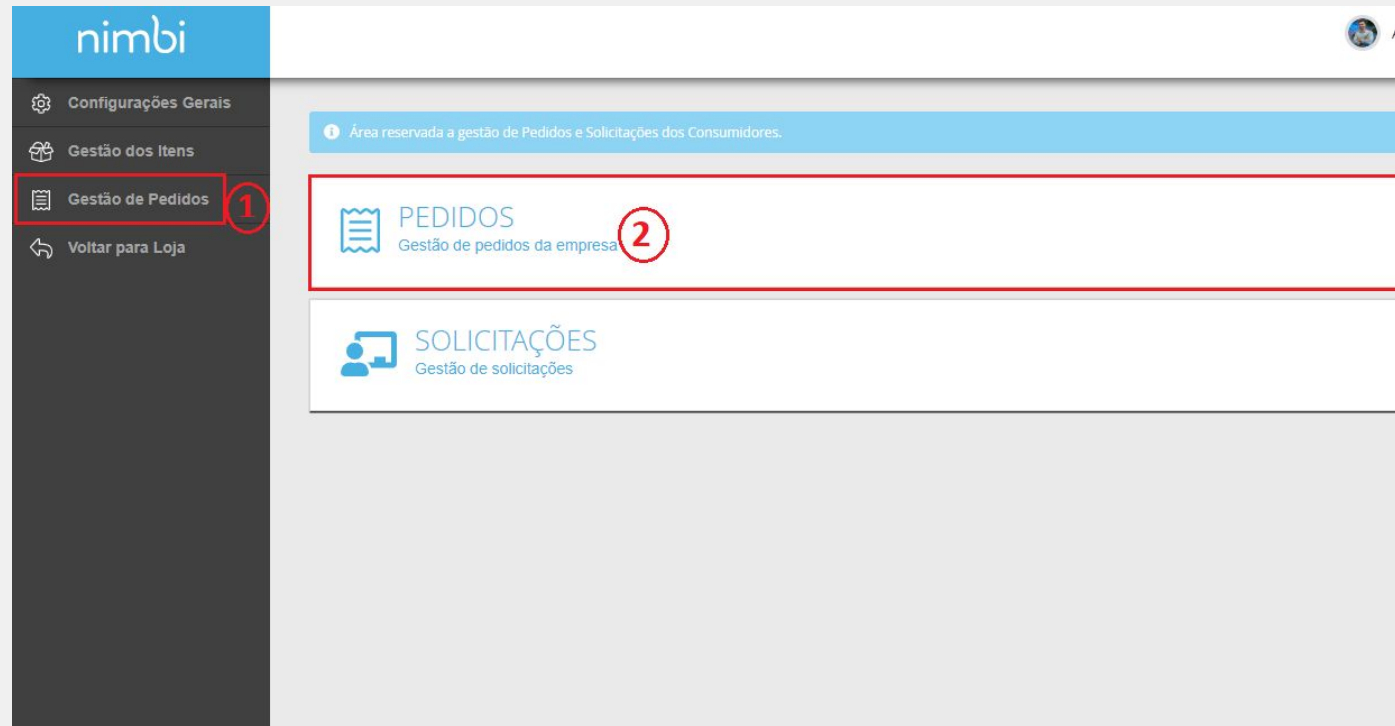 nimbi
Configurações Gerais
Gestão dos Itens
Gestão de Pedidos
1
Voltar para Loja
Área reservada a gestão de Pedidos e Solicitações dos Consumidores.
PEDIDOS
Gestão de pedidos da empresa
2
SOLICITAÇÕES
Gestão de solicitações